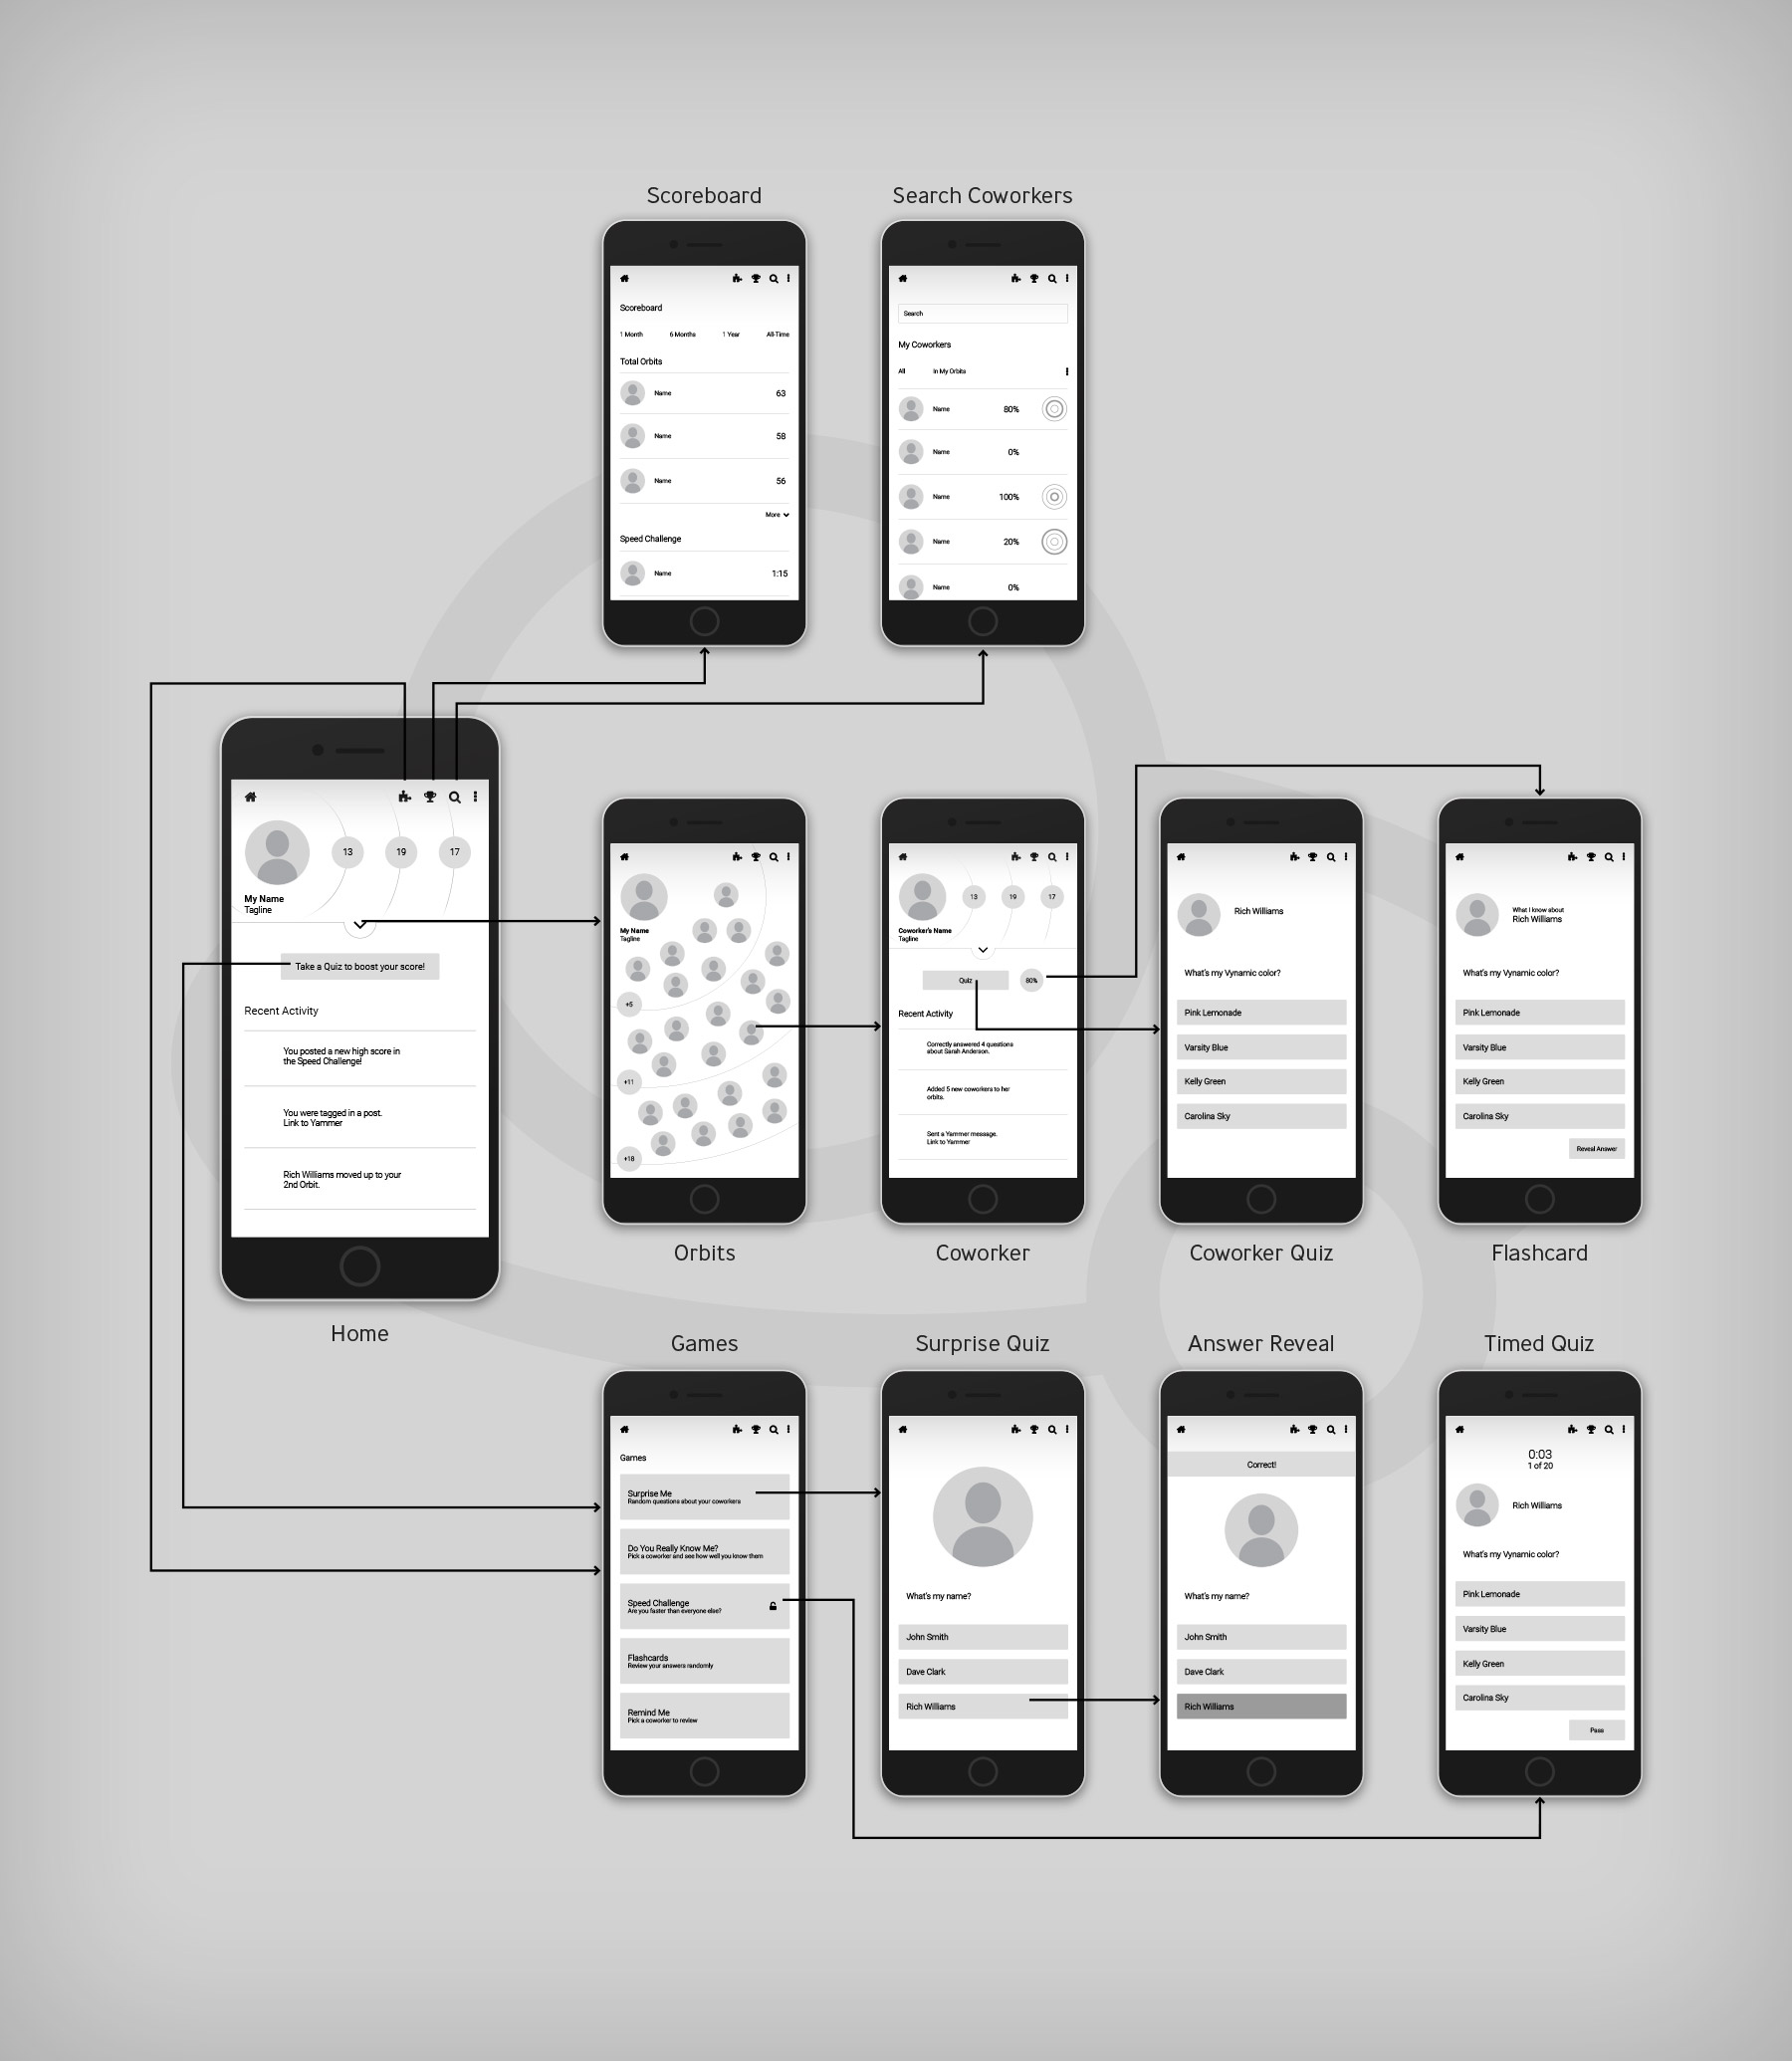 Scoreboard
Scoreboard
1 Month 6 Months 1 Year All-Time
Total Orbits
Name 63
Name 58
Name 56
More
Speed Challenge
Name 1:15
Search Coworkers
Search
My Coworkers
All In My Orbits
Name 80%
Name 0%
Name 100%
Name 20%
Name 0%
13 19 17
My Name
Tagline
Take a Quiz to boost your score!
Recent Activity
You posted a new high score in
the Speed Challenge!
You were tagged in a post.
Link to Yammer
Rich Williams moved up to your
2nd Orbit.
Home
My Name
Tagline
+5
+11
+18
Orbits
13 19 17
Coworker's Name
Tagline
Quiz 80%
Recent Activity
Correctly answered 4 questions
about Sarah Anderson.
Added 5 new coworkers to her
orbits.
Sent a Yammer message.
Link to Yammer
Coworker
Rich Williams
What's my Vynamic color?
Pink Lemonade
Varsity Blue
Kelly Green
Carolina Sky
Coworker Quiz
What I know about
Rich Williams
What's my Vynamic color?
Pink Lemonade
Varsity Blue
Kelly Green
Carolina Sky
Reveal Answer
Flashcard
Games
Games
Surprise Me
Random questions about your coworkers
Do You Really Know Me?
Pick a coworker and see how well you know them
Speed Challenge
Are you faster than everyone else?
Flashcards
Review your answers randomly
Remind Me
Pick a coworker to review
Surprise Quiz
What's my name?
John Smith
Dave Clark
Rich Williams
Answer Reveal
Correct!
What's my name?
John Smith
Dave Clark
Rich Williams
Timed Quiz
0:03
1 of 20
Rich Williams
What's my Vynamic color?
Pink Lemonade
Varsity Blue
Kelly Green
Carolina Sky
Pass